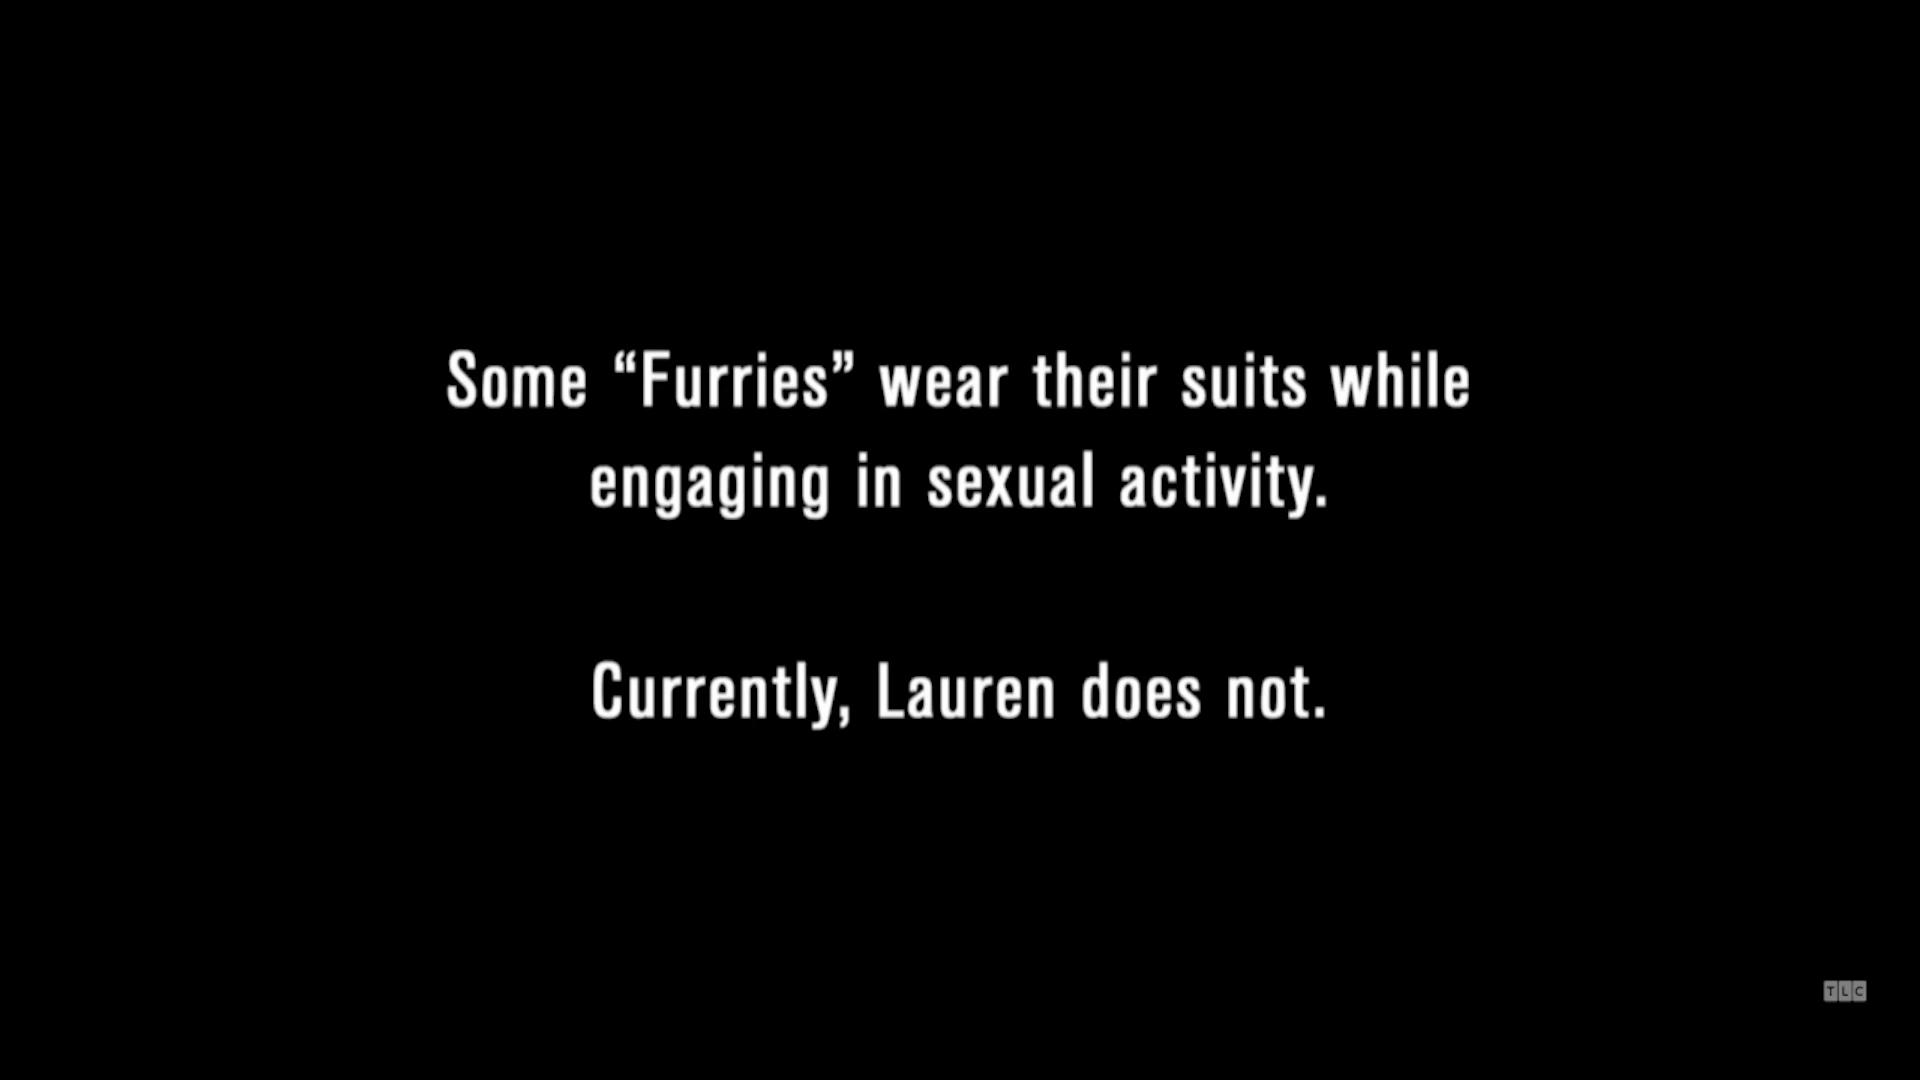 Some “Furries” wear their suits while
engaging in sexual activity.
Currently, Lauren does not.
TLC